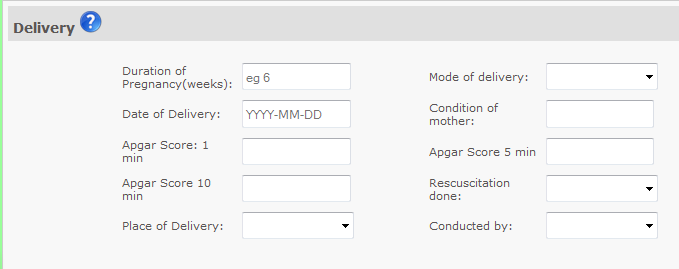 Delivery ?
Duration of
Pregnancy(weeks): eg 6
Mode of delivery:
Date of Delivery: YYYY-MM-DD
Condition of
mother:
Apgar Score: 1
min
Apgar Score 5 min
Apgar Score 10
min
Rescuscitation
done:
Place of Delivery:
Conducted by: